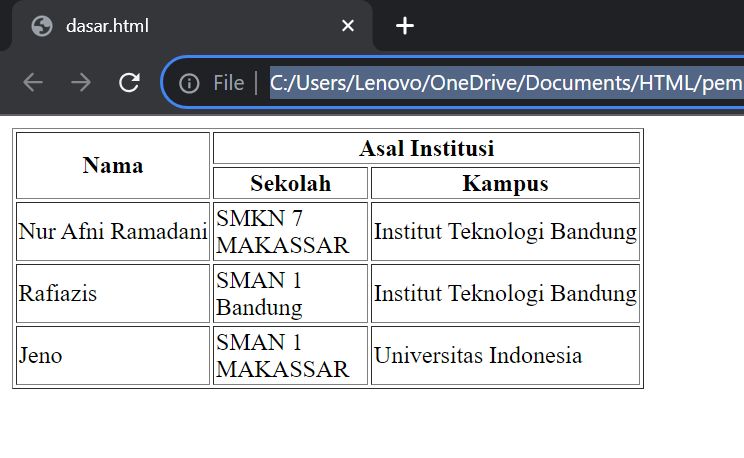 dasar.html
File
C:/Users/Lenovo/OneDrive/Documents/HTML/pem
Nama
Asal Institusi
Sekolah
Kampus
Nur Afni Ramadani
SMKN 7
MAKASSAR
Institut Teknologi Bandung
Rafiazis
SMAN 1
Bandung
Institut Teknologi Bandung
Jeno
SMAN 1
MAKASSAR
Universitas Indonesia